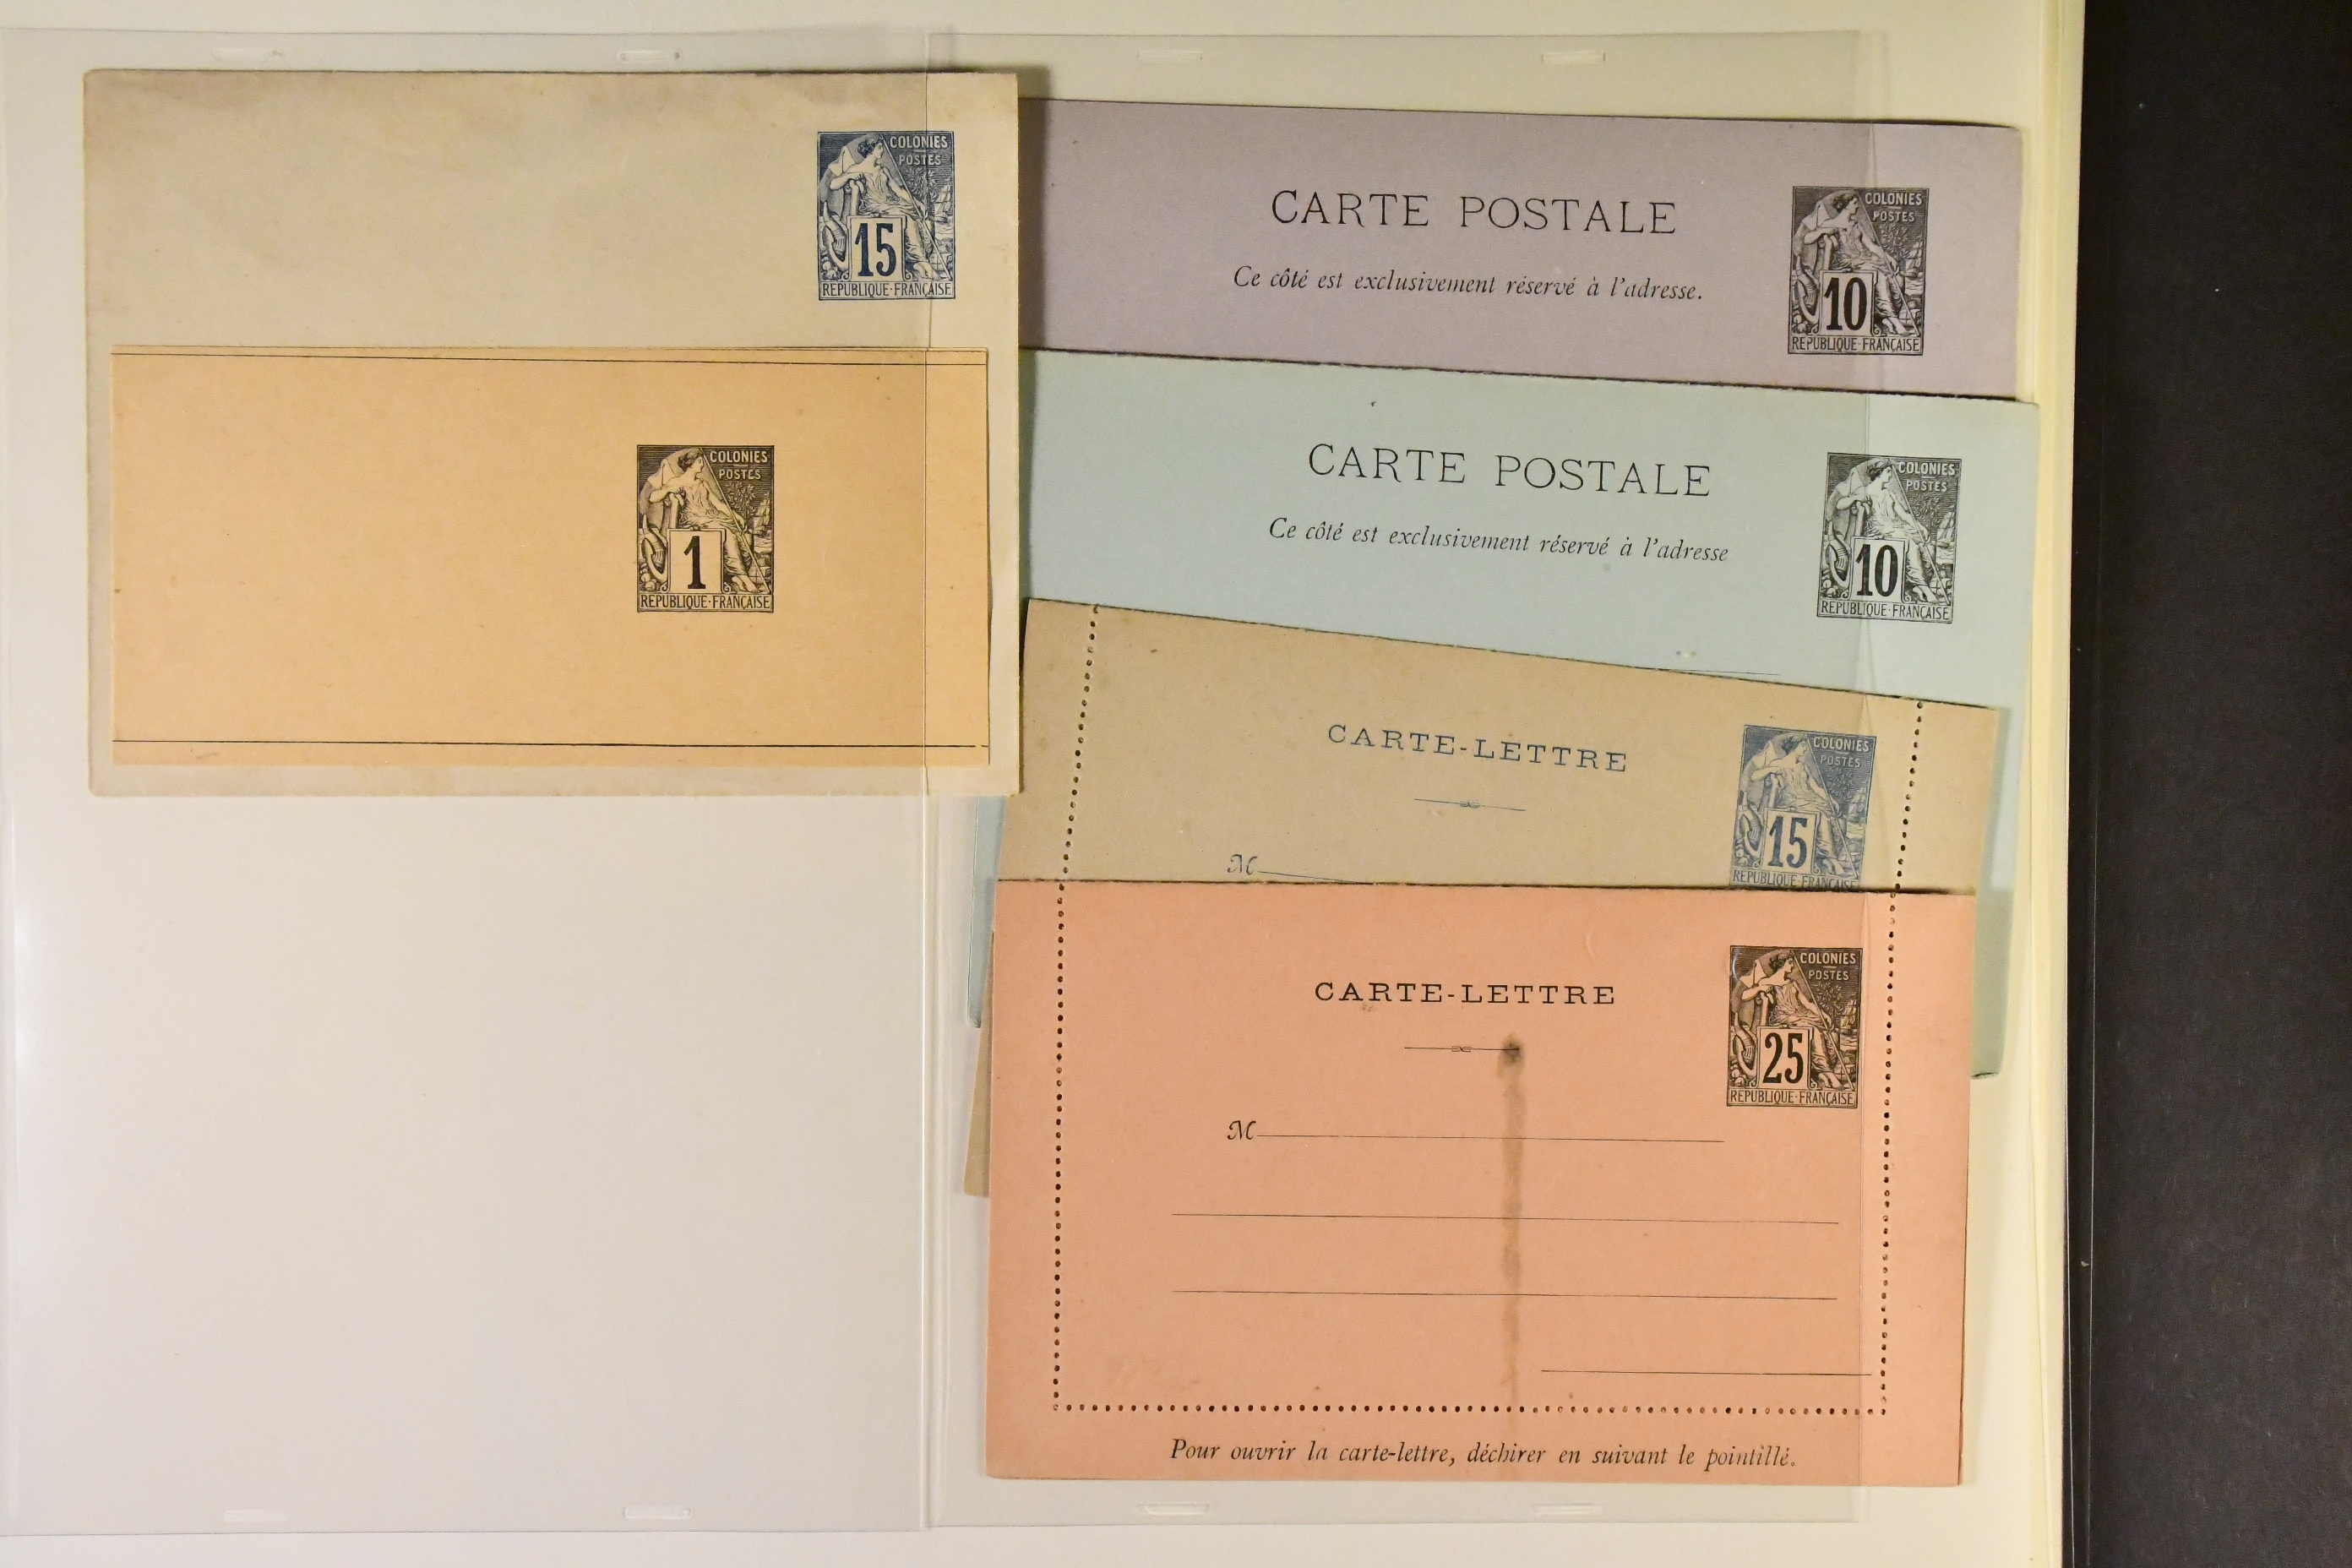 COLONIES
POSTES
15
REPUBLIQUE·FRANÇAISE
COLONIES
POSTES
1
REPUBLIQUE·FRANÇAISE
CARTE POSTALE
Ce côté est exclusivement réservé à l'adresse.
COLONIES
POSTES
10
REPUBLIQUE·FRANÇAISE
CARTE POSTALE
Ce côté est exclusivement réservé à l'adresse
COLONIES
POSTES
10
REPUBLIQUE·FRANÇAISE
CARTE-LETTRE
M
COLONIES
POSTES
15
REPUBLIQUE·FRANÇAISE
CARTE-LETTRE
M
COLONIES
POSTES
25
REPUBLIQUE·FRANÇAISE
Pour ouvrir la carte-lettre, déchirer en suivant le pointillé.